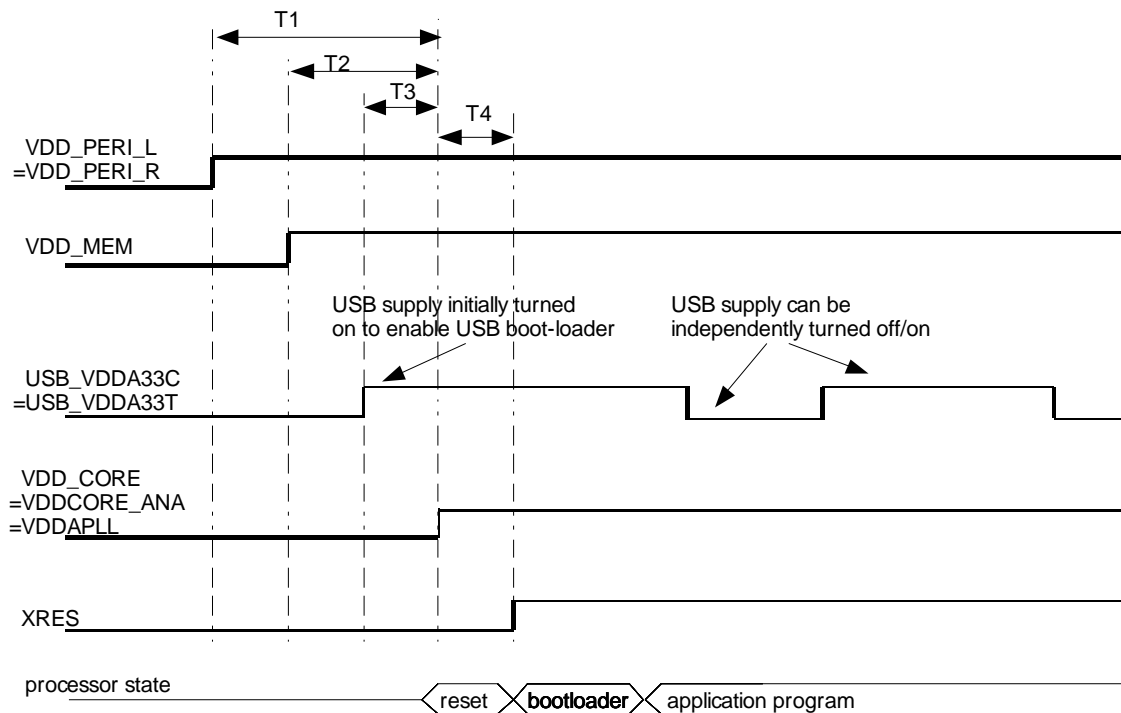 T1
T2
T3
T4
VDD_PERI_L
=VDD_PERI_R
VDD_MEM
USB supply initially turned
on to enable USB boot-loader
USB supply can be
independently turned off/on
USB_VDDA33C
=USB_VDDA33T
VDD_CORE
=VDDCORE_ANA
=VDDAPLL
XRES
processor state
reset
bootloader
application program